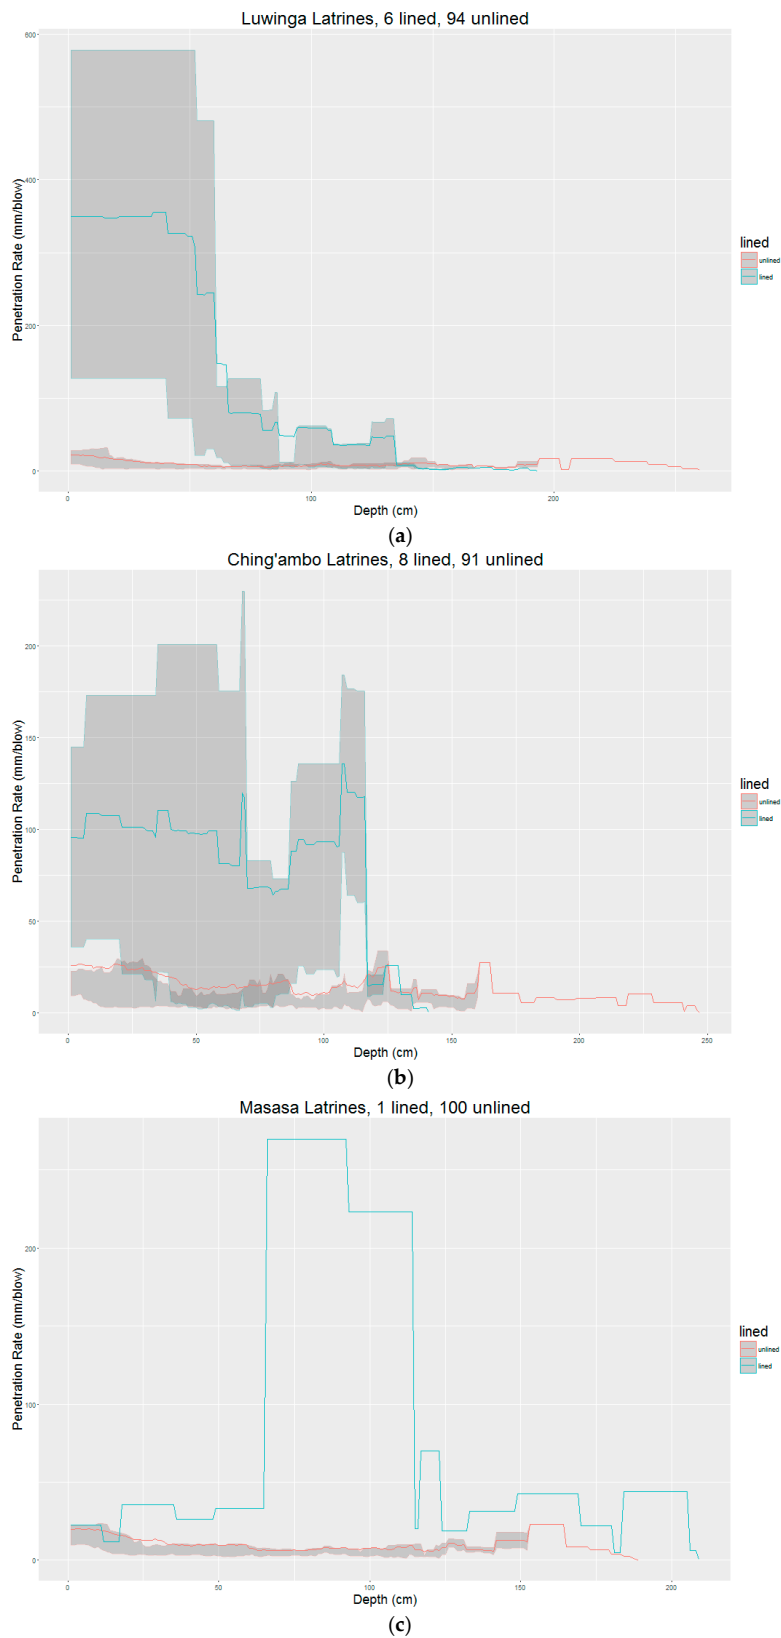 Luwinga Latrines, 6 lined, 94 unlined
600
400
200
0
Penetration Rate (mm/blow)
0 100 200
Depth (cm)
lined
unlined
lined
(a)
Ching'ambo Latrines, 8 lined, 91 unlined
200
150
100
50
0
Penetration Rate (mm/blow)
0 50 100 150 200 250
Depth (cm)
lined
unlined
lined
(b)
Masasa Latrines, 1 lined, 100 unlined
200
100
0
Penetration Rate (mm/blow)
0 50 100 150 200
Depth (cm)
lined
unlined
lined
(c)